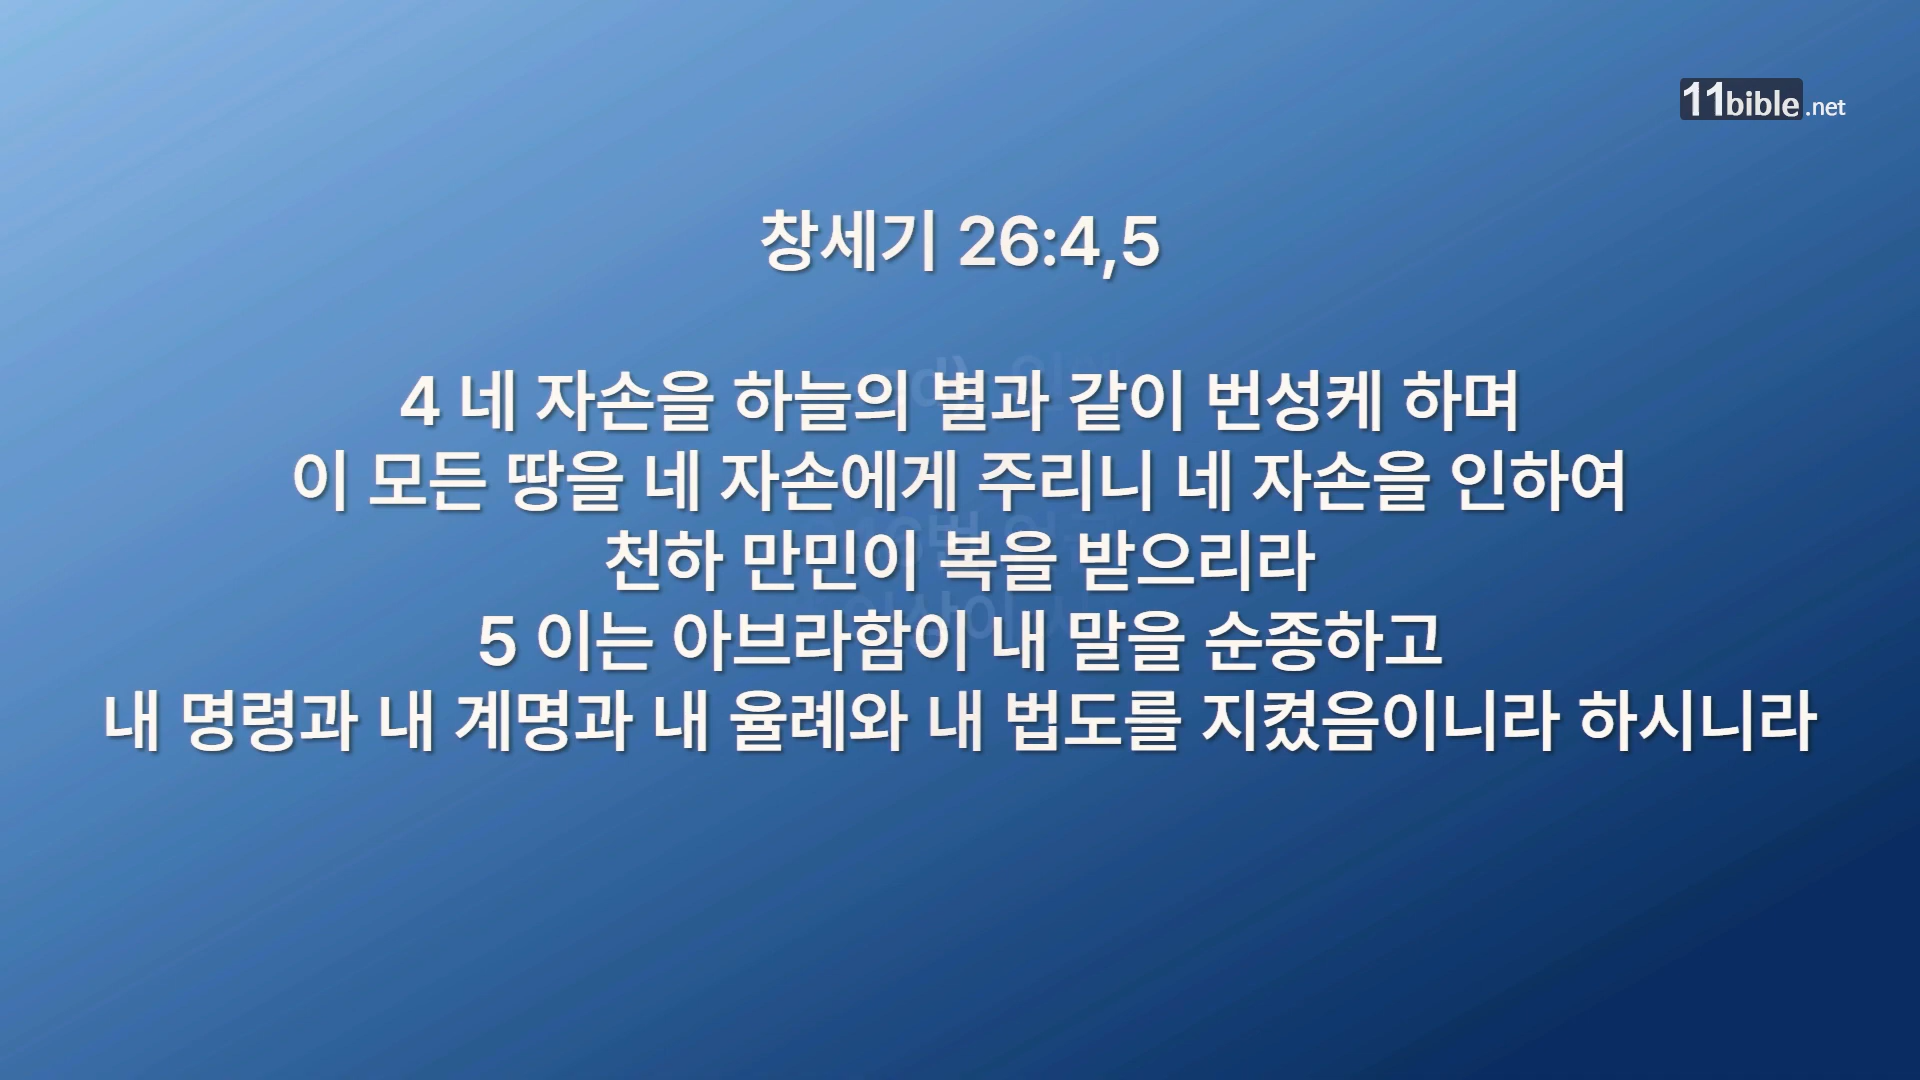 11bible.net
창세기 26:4,5
4 네 자손을 하늘의 별과 같이 번성케 하며
이 모든 땅을 네 자손에게 주리니 네 자손을 인하여
천하 만민이 복을 받으리라
5 이는 아브라함이 내 말을 순종하고
내 명령과 내 계명과 내 율례와 내 법도를 지켰음이니라 하시니라